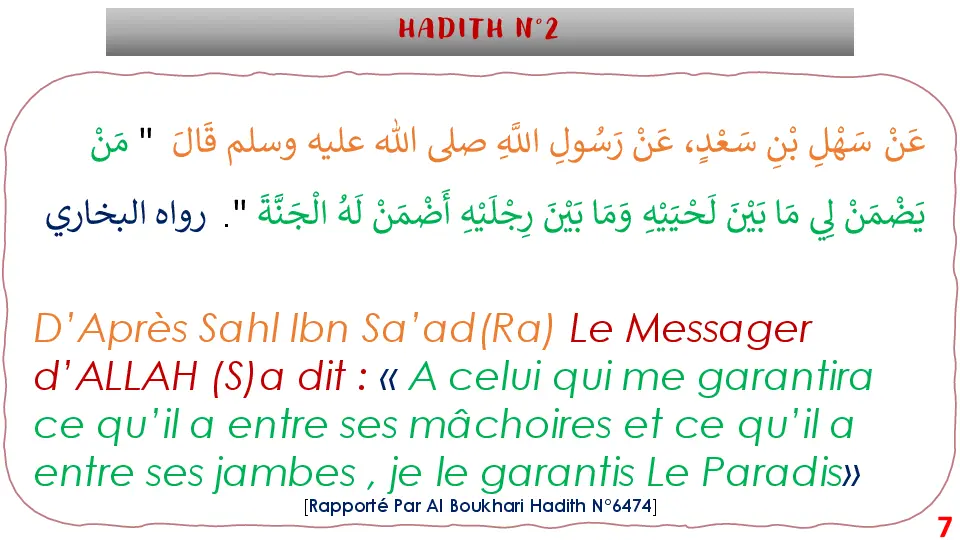 HADITH N°2
عَنْ سَهْلِ بْنِ سَعْدٍ، عَنْ رَسُولِ اللَّهِ صلى الله عليه وسلم قَالَ " مَنْ
يَضْمَنْ لِي مَا بَيْنَ لَحْيَيْهِ وَمَا بَيْنَ رِجْلَيْهِ أَضْمَنْ لَهُ الْجَنَّةَ ". رواه البخاري
D’Après Sahl Ibn Sa’ad(Ra) Le Messager
d’ALLAH (S)a dit : « A celui qui me garantira
ce qu’il a entre ses mâchoires et ce qu’il a
entre ses jambes , je le garantis Le Paradis»
[Rapporté Par Al Boukhari Hadith N°6474]
7